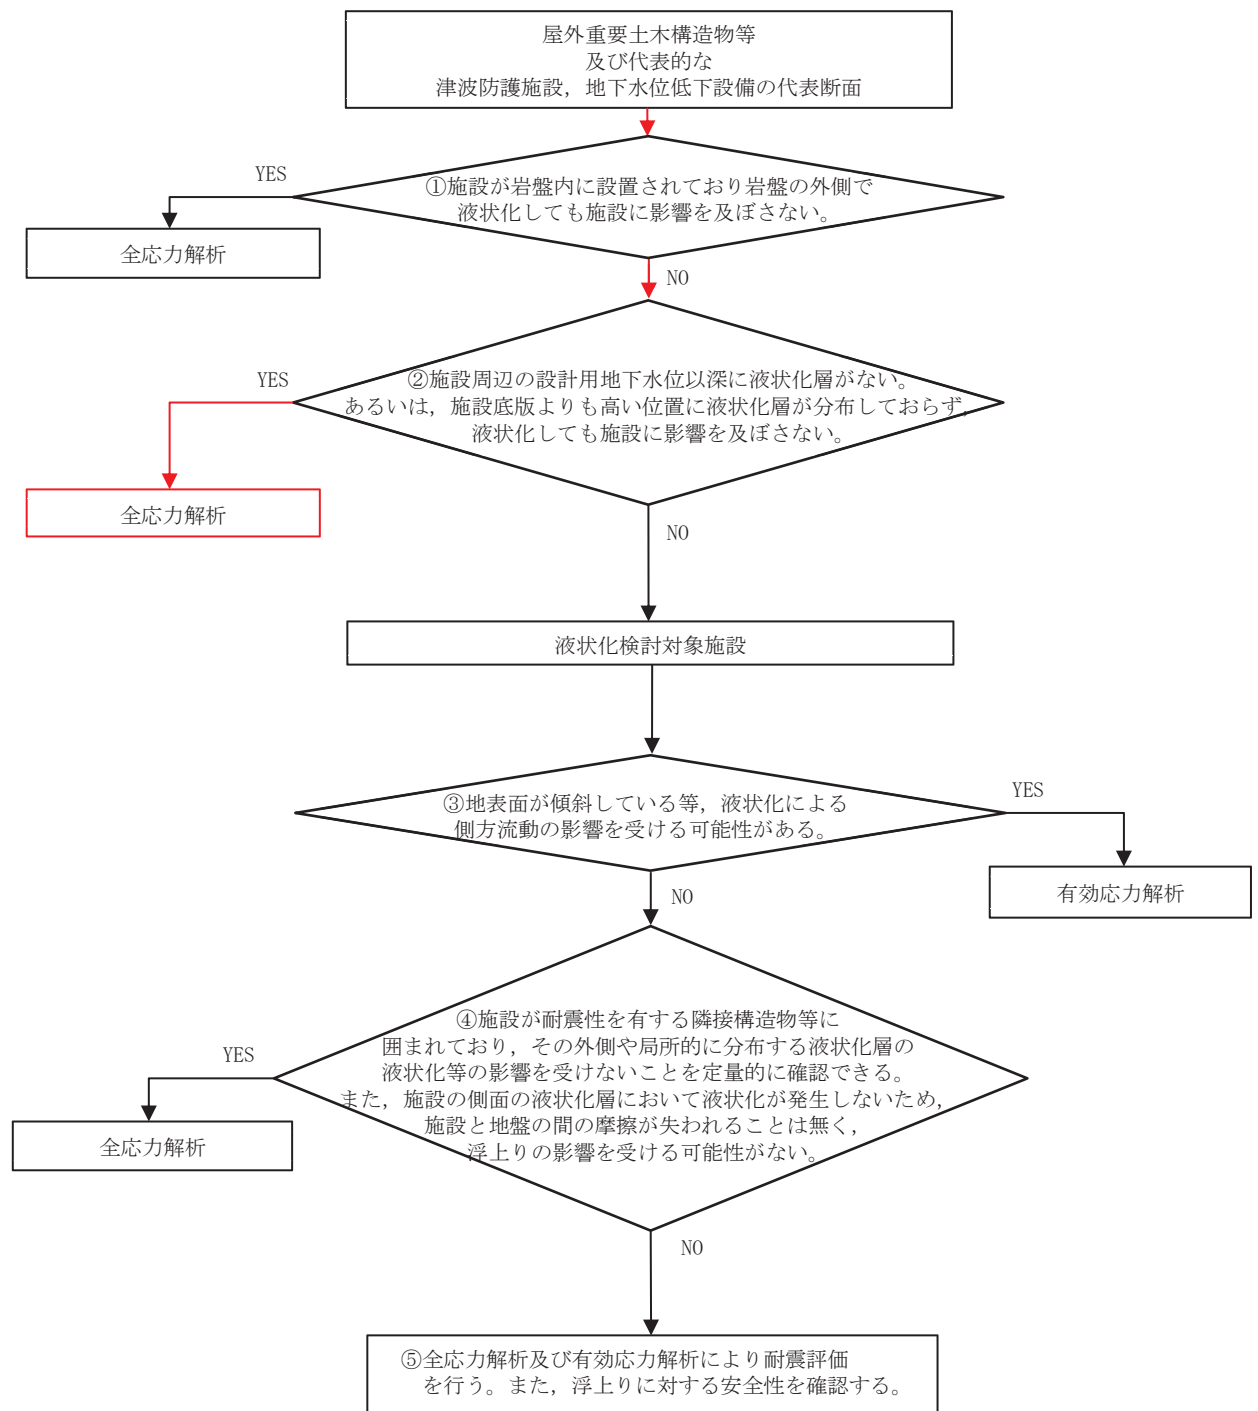 屋外重要土木構造物等
及び代表的な
津波防護施設，地下水位低下設備の代表断面
YES
①施設が岩盤内に設置されており岩盤の外側で
液状化しても施設に影響を及ぼさない。
全応力解析
NO
YES
②施設周辺の設計用地下水位以深に液状化層がない。
あるいは，施設底版よりも高い位置に液状化層が分布しておらず，
液状化しても施設に影響を及ぼさない。
全応力解析
NO
液状化検討対象施設
③地表面が傾斜している等，液状化による
側方流動の影響を受ける可能性がある。
YES
有効応力解析
NO
④施設が耐震性を有する隣接構造物等に
囲まれており，その外側や局所的に分布する液状化層の
液状化等の影響を受けないことを定量的に確認できる。
また，施設の側面の液状化層において液状化が発生しないため，
施設と地盤の間の摩擦が失われることは無く，
浮上りの影響を受ける可能性がない。
YES
全応力解析
NO
⑤全応力解析及び有効応力解析により耐震評価
を行う。また，浮上りに対する安全性を確認する。